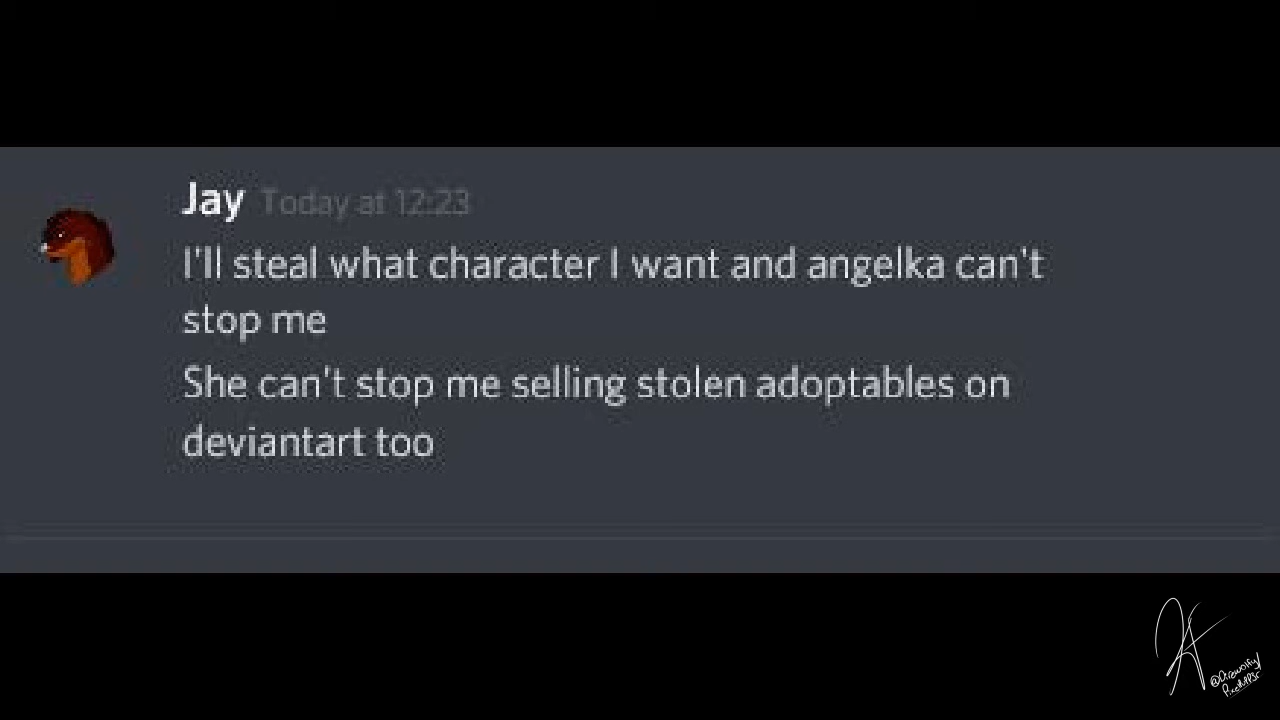 Jay Today at 12:23
I'll steal what character I want and angelka can't
stop me
She can't stop me selling stolen adoptables on
deviantart too